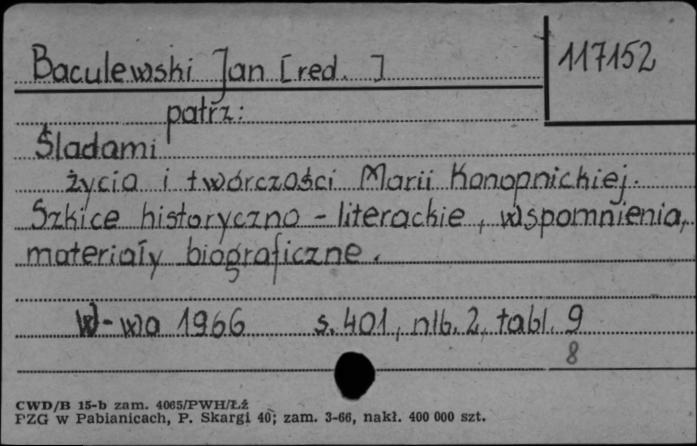 Baculewski Jan [red. ]
117152
patrz:
Śladami
życia i twórczości Marii Konopnickiej.
Szkice historyczno - literackie, wspomnienia,
materiały biograficzne.
W-wa 1966 s. 401, nlb. 2, tabl. 9
8
CWD/B 15-b zam. 4065/PWH/Łź
PZG w Pabianicach, P. Skargi 40; zam. 3-66, nakł. 400 000 szt.